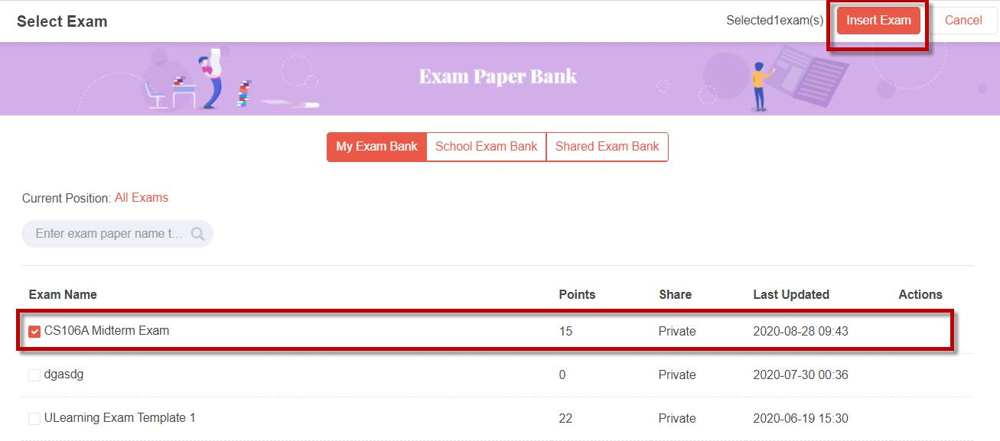 Select Exam Selected1exam(s) Insert Exam Cancel
Exam Paper Bank
My Exam Bank School Exam Bank Shared Exam Bank
Current Position: All Exams
Enter exam paper name t...
Exam Name Points Share Last Updated Actions
CS106A Midterm Exam 15 Private 2020-08-28 09:43
dgasdg 0 Private 2020-07-30 00:36
ULearning Exam Template 1 22 Private 2020-06-19 15:30